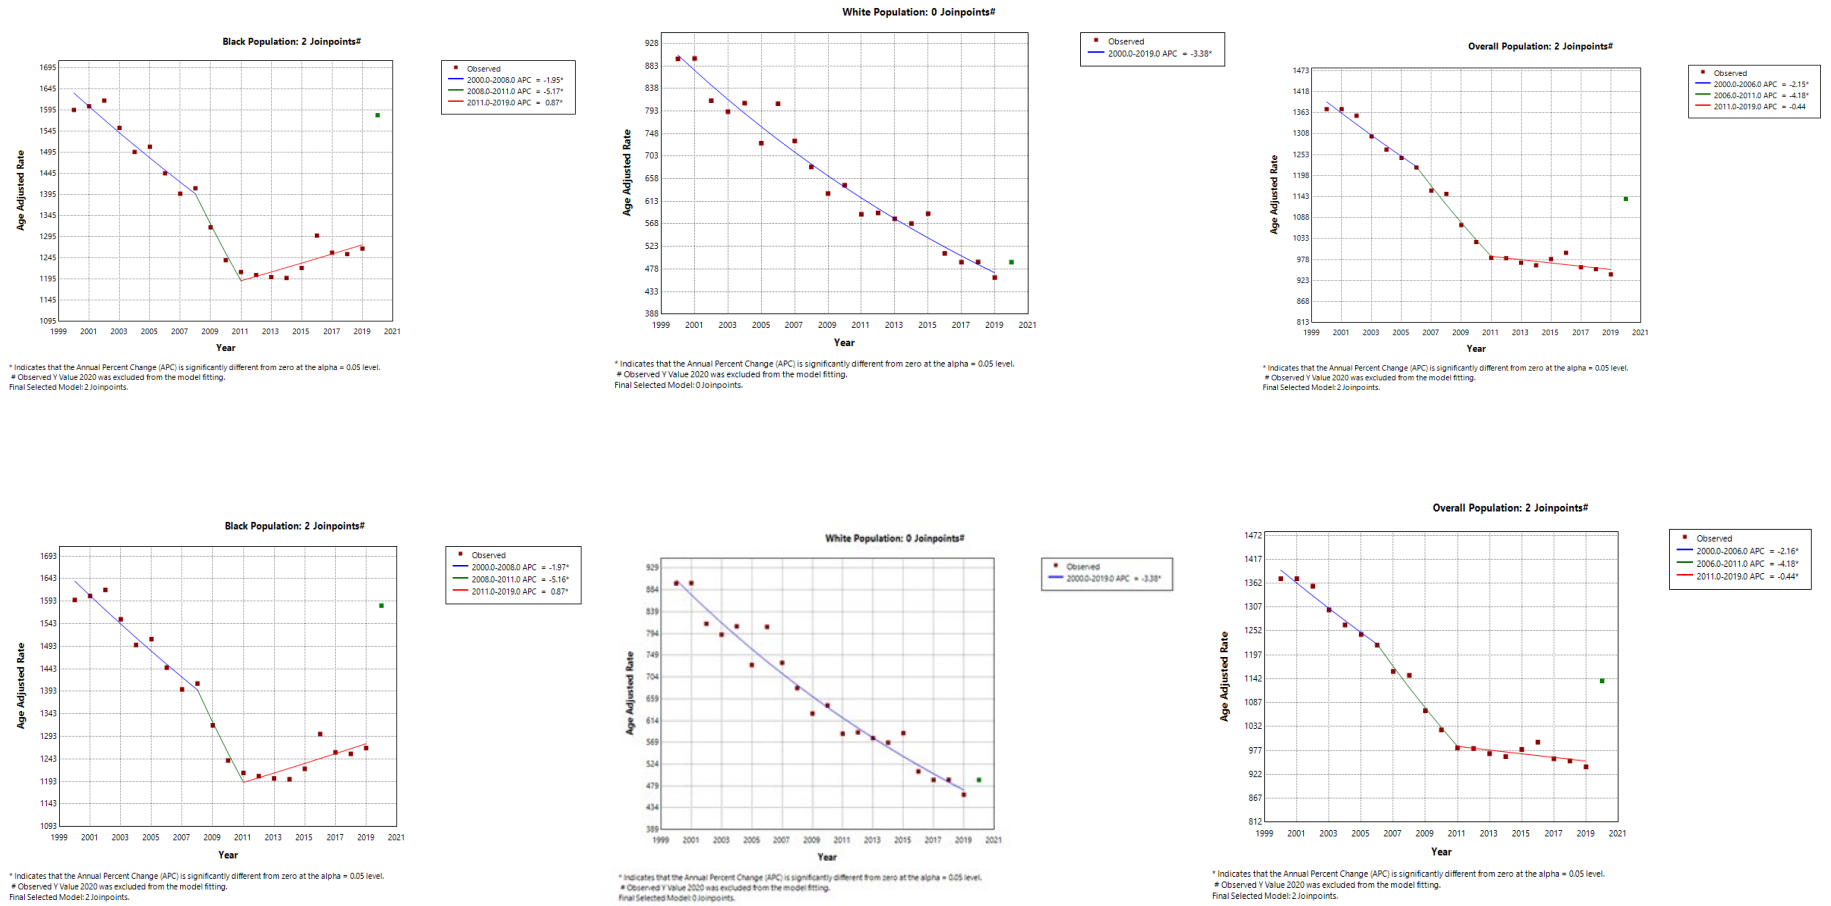 Black Population: 2 Joinpoints#
Age Adjusted Rate
1695
1645
1595
1545
1495
1445
1395
1345
1295
1245
1195
1145
1095
1999 2001 2003 2005 2007 2009 2011 2013 2015 2017 2019 2021
Year
Observed
2000.0-2008.0 APC = -1.95*
2008.0-2011.0 APC = -5.17*
2011.0-2019.0 APC = 0.87*
* Indicates that the Annual Percent Change (APC) is significantly different from zero at the alpha = 0.05 level.
# Observed Y Value 2020 was excluded from the model fitting.
Final Selected Model: 2 Joinpoints.
White Population: 0 Joinpoints#
Age Adjusted Rate
928
883
838
793
748
703
658
613
568
523
478
433
388
1999 2001 2003 2005 2007 2009 2011 2013 2015 2017 2019 2021
Year
Observed
2000.0-2019.0 APC = -3.38*
* Indicates that the Annual Percent Change (APC) is significantly different from zero at the alpha = 0.05 level.
# Observed Y Value 2020 was excluded from the model fitting.
Final Selected Model: 0 Joinpoints.
Overall Population: 2 Joinpoints#
Age Adjusted Rate
1473
1418
1363
1308
1253
1198
1143
1088
1033
978
923
868
813
1999 2001 2003 2005 2007 2009 2011 2013 2015 2017 2019 2021
Year
Observed
2000.0-2006.0 APC = -2.15*
2006.0-2011.0 APC = -4.18*
2011.0-2019.0 APC = -0.44
* Indicates that the Annual Percent Change (APC) is significantly different from zero at the alpha = 0.05 level.
# Observed Y Value 2020 was excluded from the model fitting.
Final Selected Model: 2 Joinpoints.
Black Population: 2 Joinpoints#
Age Adjusted Rate
1693
1643
1593
1543
1493
1443
1393
1343
1293
1243
1193
1143
1093
1999 2001 2003 2005 2007 2009 2011 2013 2015 2017 2019 2021
Year
Observed
2000.0-2008.0 APC = -1.97*
2008.0-2011.0 APC = -5.16*
2011.0-2019.0 APC = 0.87*
* Indicates that the Annual Percent Change (APC) is significantly different from zero at the alpha = 0.05 level.
# Observed Y Value 2020 was excluded from the model fitting.
Final Selected Model: 2 Joinpoints.
White Population: 0 Joinpoints#
Age Adjusted Rate
929
884
839
794
749
704
659
614
569
524
479
434
389
1999 2001 2003 2005 2007 2009 2011 2013 2015 2017 2019 2021
Year
Observed
2000.0-2019.0 APC = -3.38*
* Indicates that the Annual Percent Change (APC) is significantly different from zero at the alpha = 0.05 level.
# Observed Y Value 2020 was excluded from the model fitting.
Final Selected Model: 0 Joinpoints.
Overall Population: 2 Joinpoints#
Age Adjusted Rate
1472
1417
1362
1307
1252
1197
1142
1087
1032
977
922
867
812
1999 2001 2003 2005 2007 2009 2011 2013 2015 2017 2019 2021
Year
Observed
2000.0-2006.0 APC = -2.16*
2006.0-2011.0 APC = -4.18*
2011.0-2019.0 APC = -0.44*
* Indicates that the Annual Percent Change (APC) is significantly different from zero at the alpha = 0.05 level.
# Observed Y Value 2020 was excluded from the model fitting.
Final Selected Model: 2 Joinpoints.